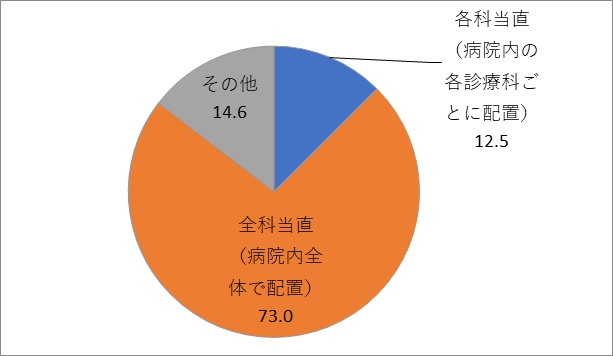 各科当直
（病院内の
各診療科ご
とに配置）
12.5
その他
14.6
全科当直
（病院内全
体で配置）
73.0